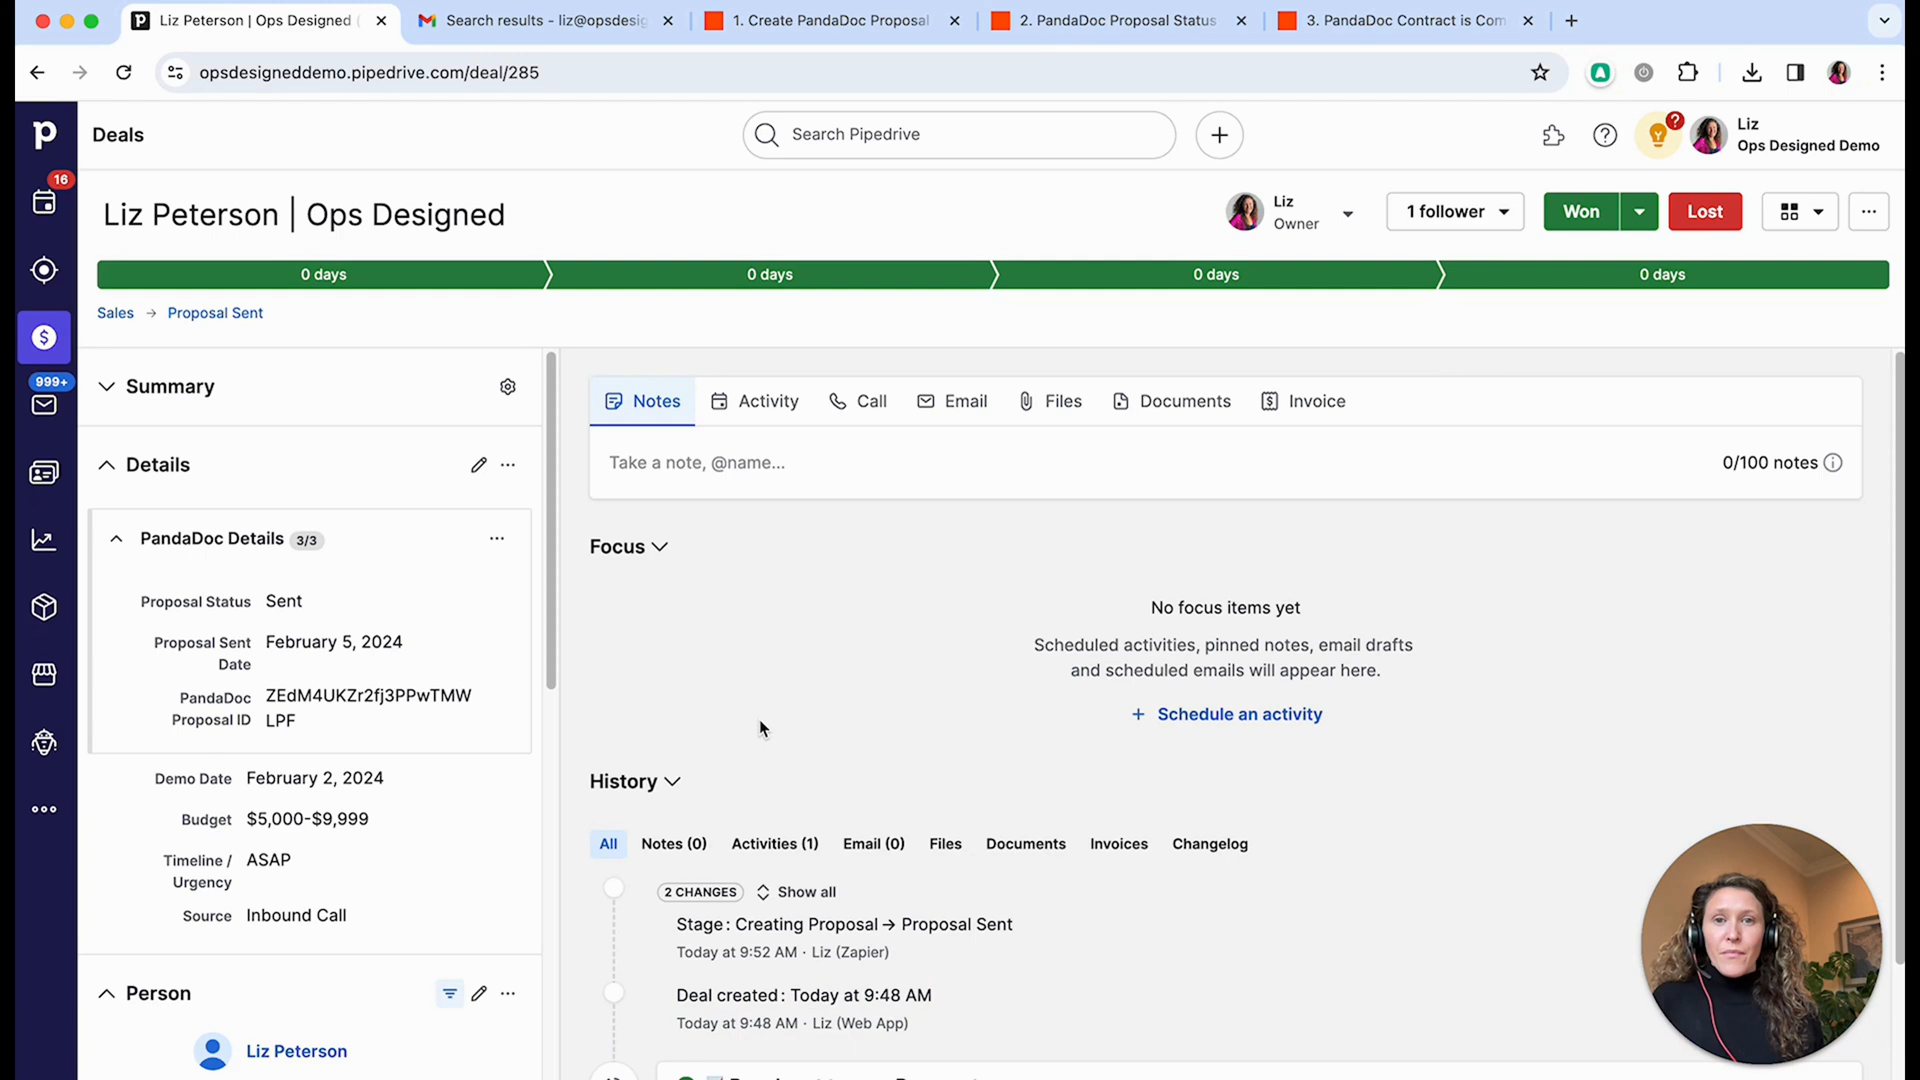 Liz Peterson | Ops Designed (
Search results - liz@opsdesig
1. Create PandaDoc Proposal
2. PandaDoc Proposal Status
3. PandaDoc Contract is Com
opsdesigneddemo.pipedrive.com/deal/285
Deals
Search Pipedrive
?
Liz
Ops Designed Demo
16
Liz Peterson | Ops Designed
Liz
Owner
1 follower
Won
Lost
0 days
0 days
0 days
0 days
Sales → Proposal Sent
999+
Summary
Notes
Activity
Call
Email
Files
Documents
Invoice
Take a note, @name...
0/100 notes
Details
PandaDoc Details 3/3
Proposal Status Sent
Proposal Sent Date February 5, 2024
PandaDoc Proposal ID ZEdM4UKZr2fj3PPwTMWLPF
Demo Date February 2, 2024
Budget $5,000-$9,999
Timeline / Urgency ASAP
Source Inbound Call
Person
Liz Peterson
Focus
No focus items yet
Scheduled activities, pinned notes, email drafts
and scheduled emails will appear here.
+ Schedule an activity
History
All
Notes (0)
Activities (1)
Email (0)
Files
Documents
Invoices
Changelog
2 CHANGES
Show all
Stage: Creating Proposal → Proposal Sent
Today at 9:52 AM · Liz (Zapier)
Deal created: Today at 9:48 AM
Today at 9:48 AM · Liz (Web App)